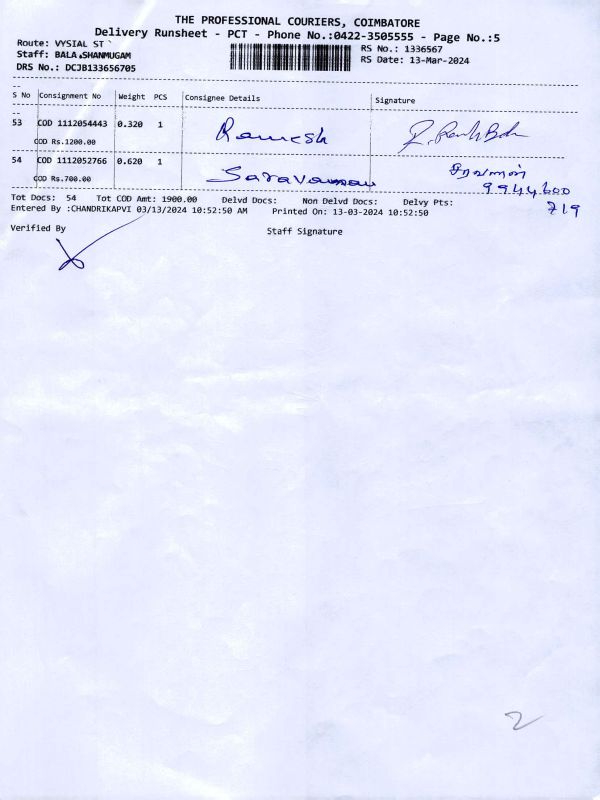 THE PROFESSIONAL COURIERS, COIMBATORE
Delivery Runsheet - PCT - Phone No.:0422-3505555 - Page No.:5
Route: VYSIAL ST
Staff: BALA.SHANMUGAM
DRS No.: DCJB133656705
RS No.: 1336567
RS Date: 13-Mar-2024
S No Consignment No Weight PCS Consignee Details Signature
53 COD 1112054443 0.320 1 Ramesh
COD Rs.1200.00
54 COD 1112052766 0.620 1 Saravanan சரவணன்
COD Rs.700.00 9944600
719
Tot Docs: 54 Tot COD Amt: 1900.00 Delvd Docs: Non Delvd Docs: Delvy Pts:
Entered By :CHANDRIKAPVI 03/13/2024 10:52:50 AM Printed On: 13-03-2024 10:52:50
Verified By Staff Signature
2